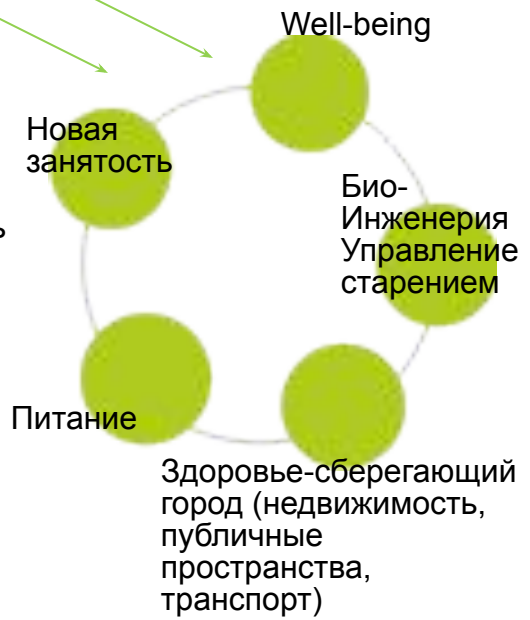 Well-being
Новая
занятость
Био-
Инженерия
Управление
старением
ь
Питание
Здоровье-сберегающий
город (недвижимость,
публичные
пространства,
транспорт)